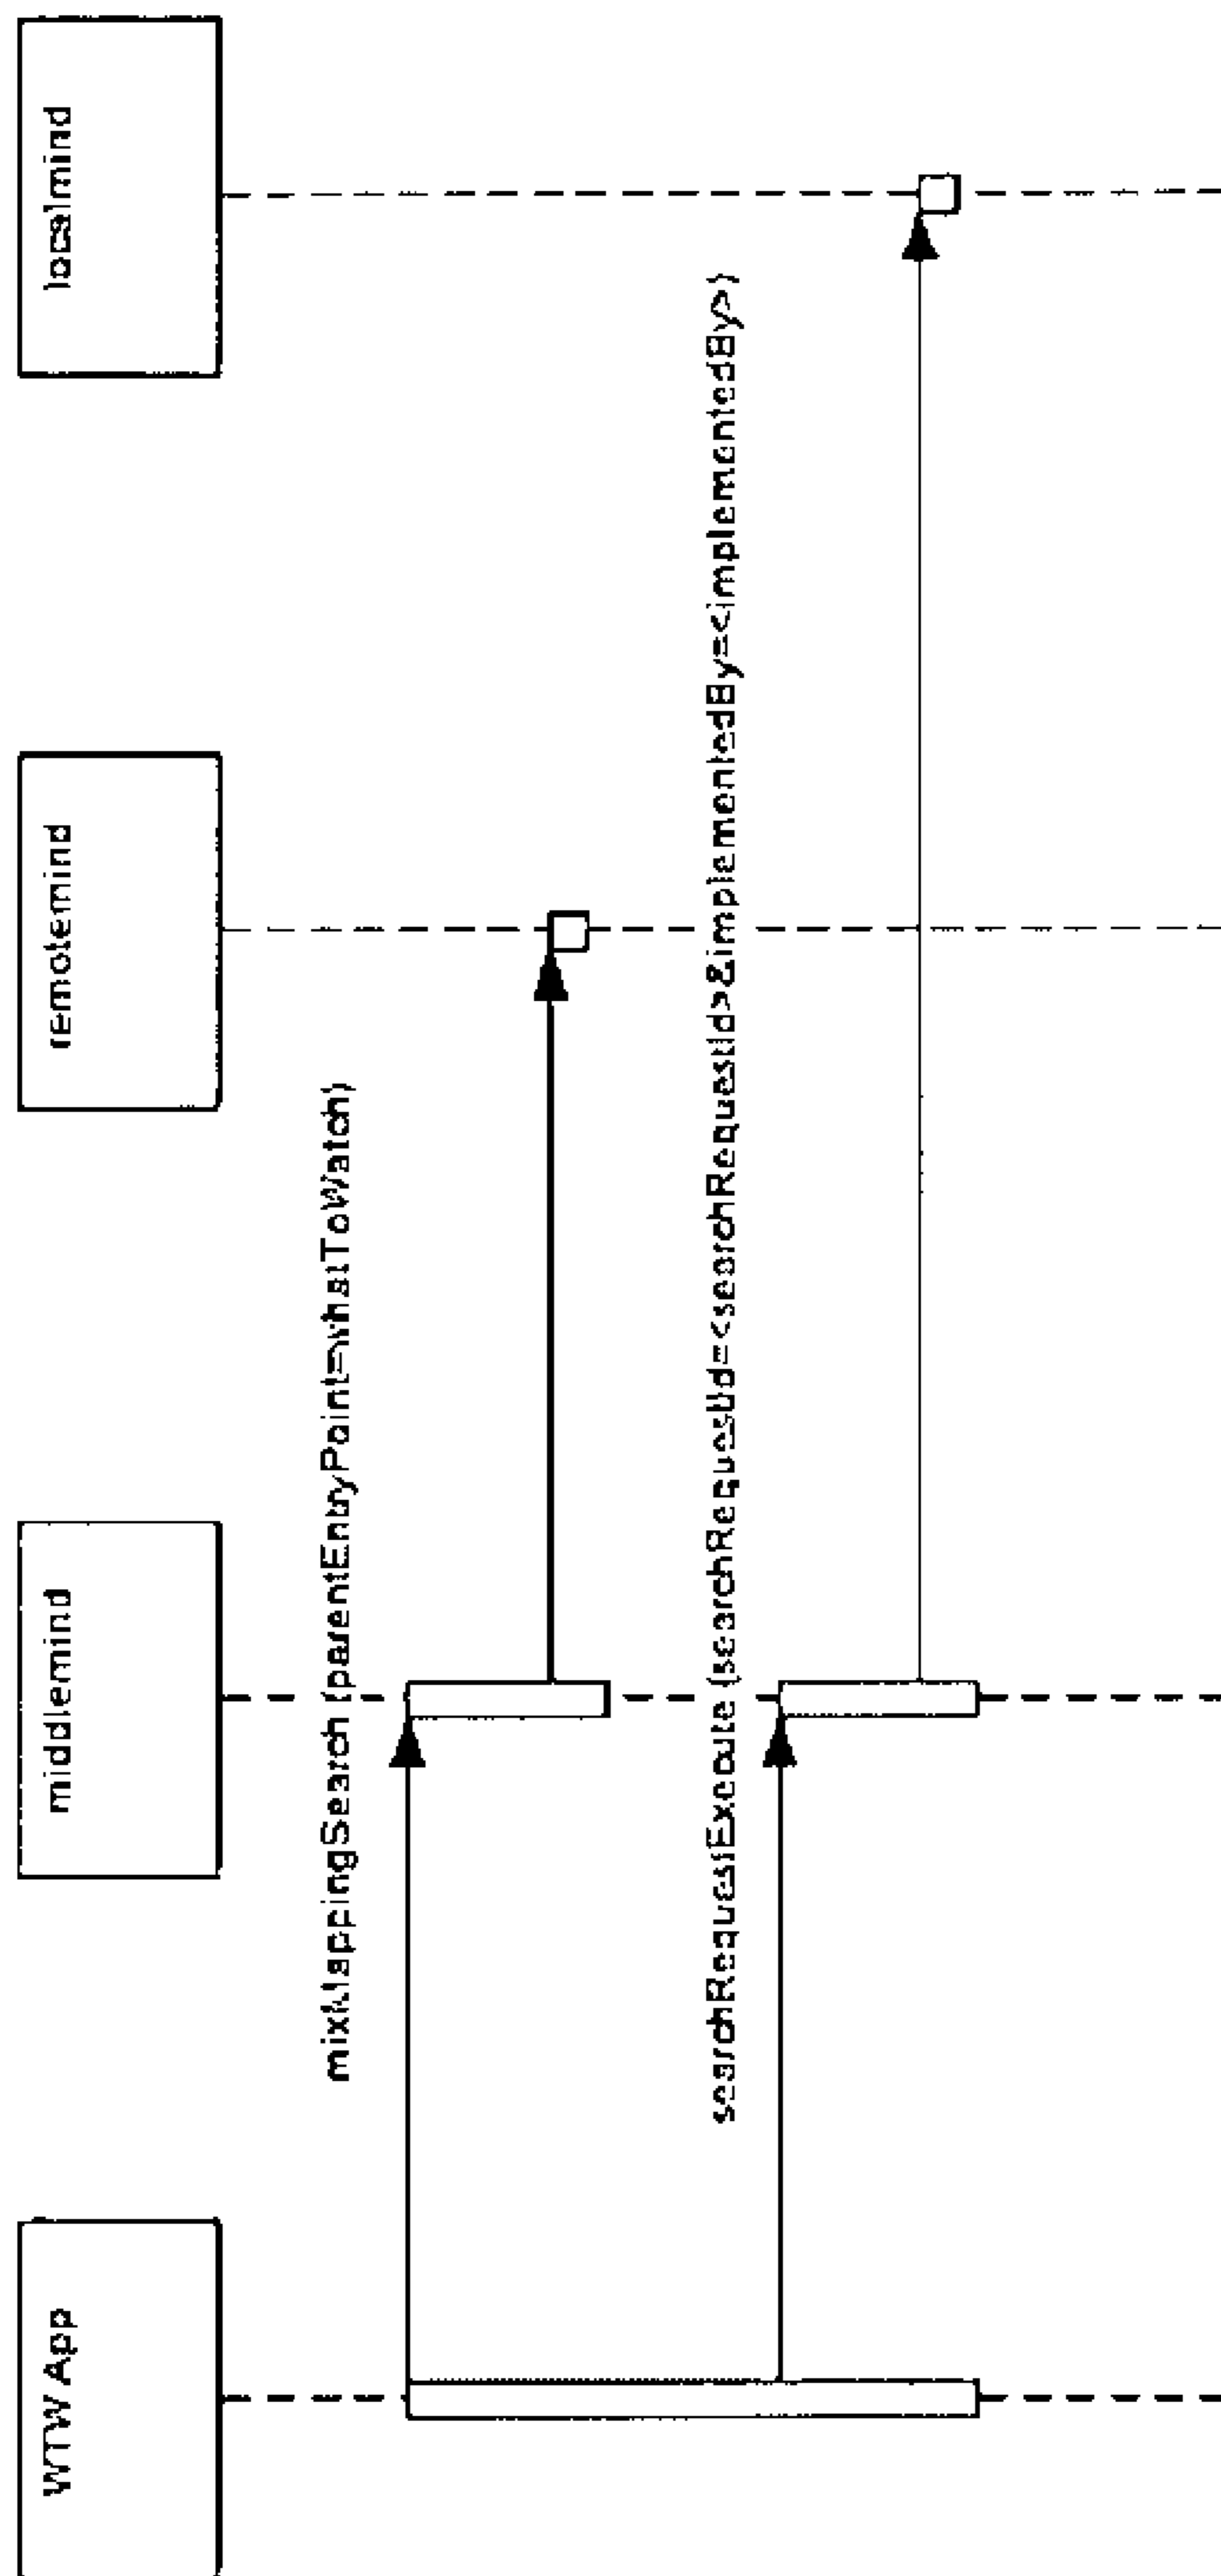 WTW App
middlemind
remotemind
localmind
mixMappingSearch (parentEntryPoint=whatToWatch)
searchRequestExecute (searchRequestId=<searchRequestId>&implementedBy=<implementedBy>)